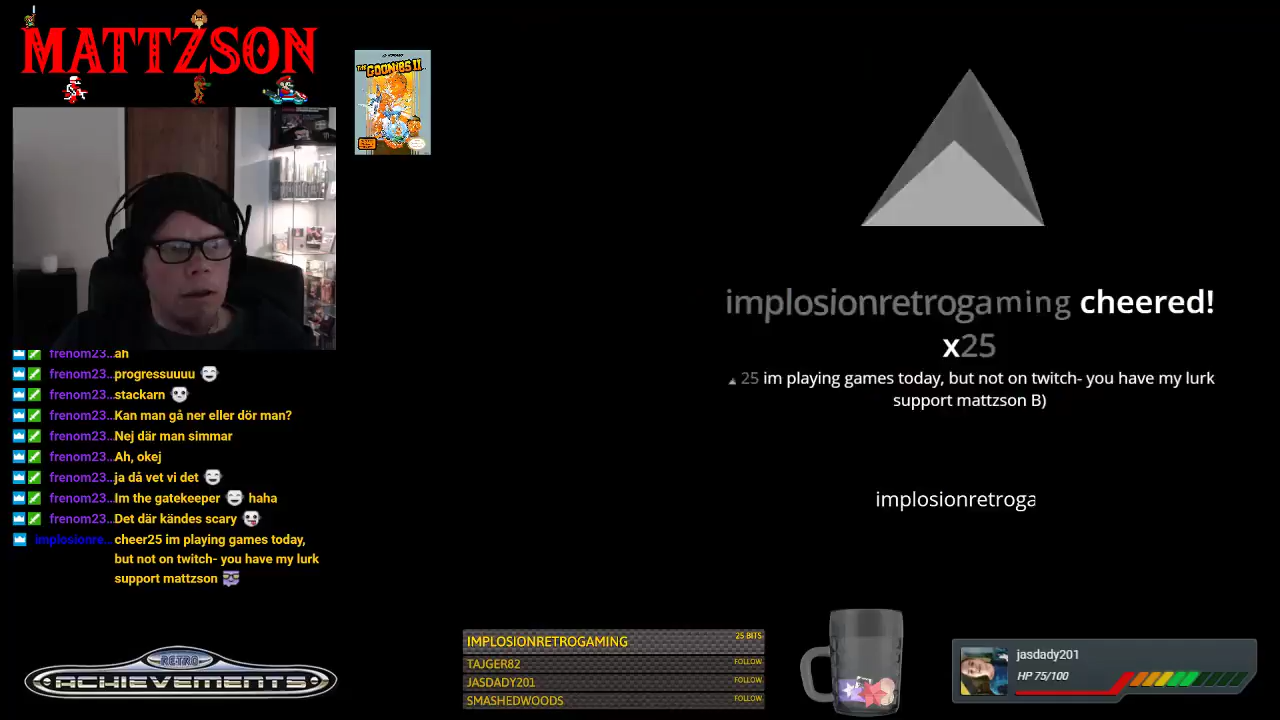 MATTZSON
THE GOONIES II
implosionretrogaming cheered!
x25
25 im playing games today, but not on twitch- you have my lurk
support mattzson B)
implosionretroga
frenom23.. ah
frenom23.. progressuuuu
frenom23.. stackarn
frenom23.. Kan man gå ner eller dör man?
frenom23.. Nej där man simmar
frenom23.. Ah, okej
frenom23.. ja då vet vi det
frenom23.. Im the gatekeeper haha
frenom23.. Det där kändes scary
implosionre... cheer25 im playing games today,
but not on twitch- you have my lurk
support mattzson
RETRO
ACHIEVEMENTS
IMPLOSIONRETROGAMING 25 BITS
TAJGER82 FOLLOW
JASDADY201 FOLLOW
SMASHEDWOODS FOLLOW
jasdady201
HP 75/100